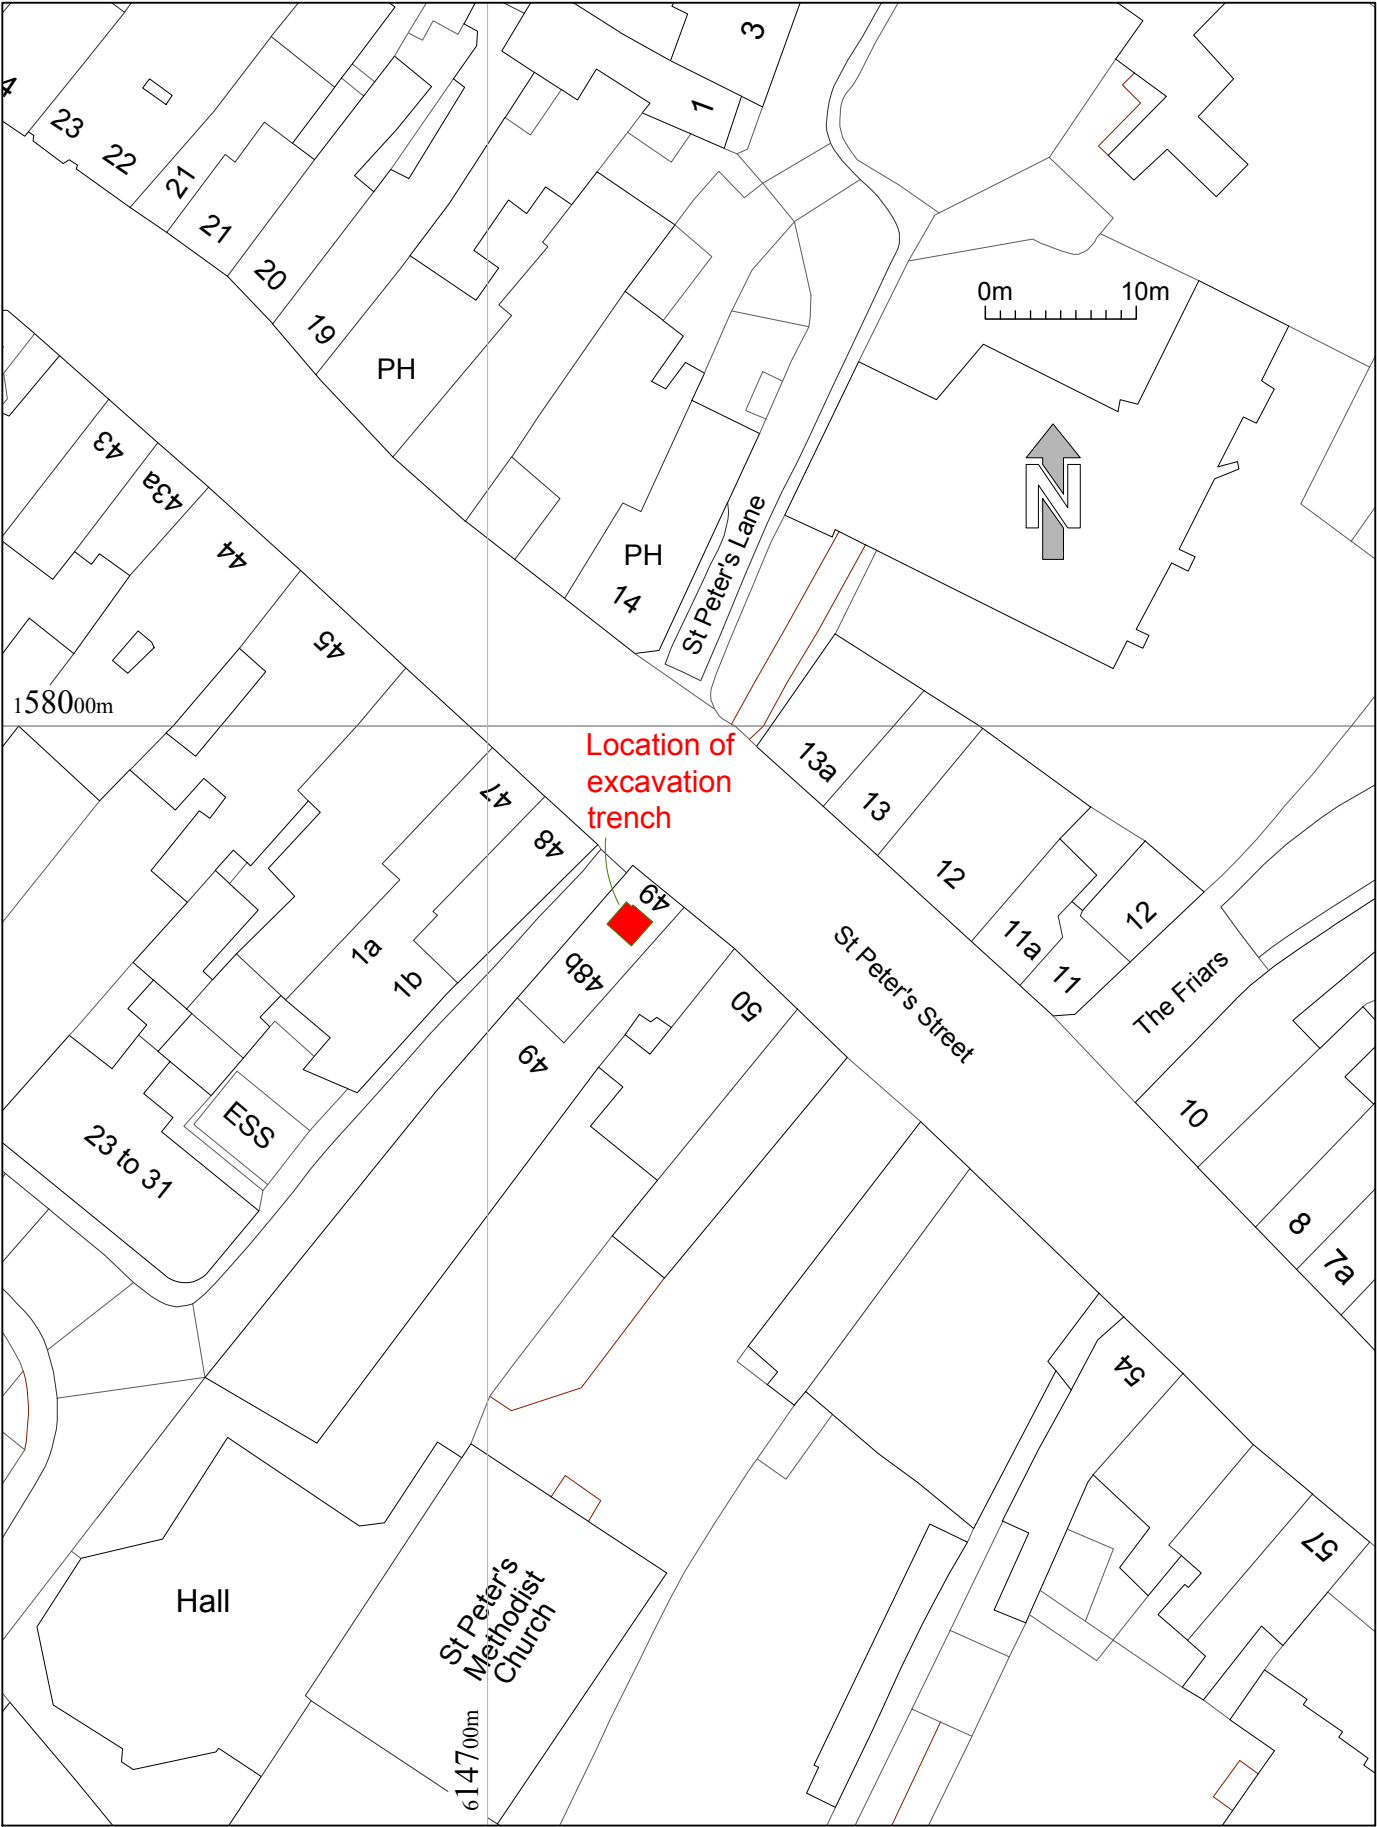 3
1
4
23
22
21
21
20
19
PH
0m 10m
N
43
43a
44
45
PH
14
St Peter's Lane
158000m
Location of
excavation
trench
47
48
49
13a
13
12
11a
11
12
1a
1b
48b
49
50
St Peter's Street
The Friars
10
8
7a
ESS
23 to 31
54
57
Hall
St Peter's
Methodist
Church
614700m